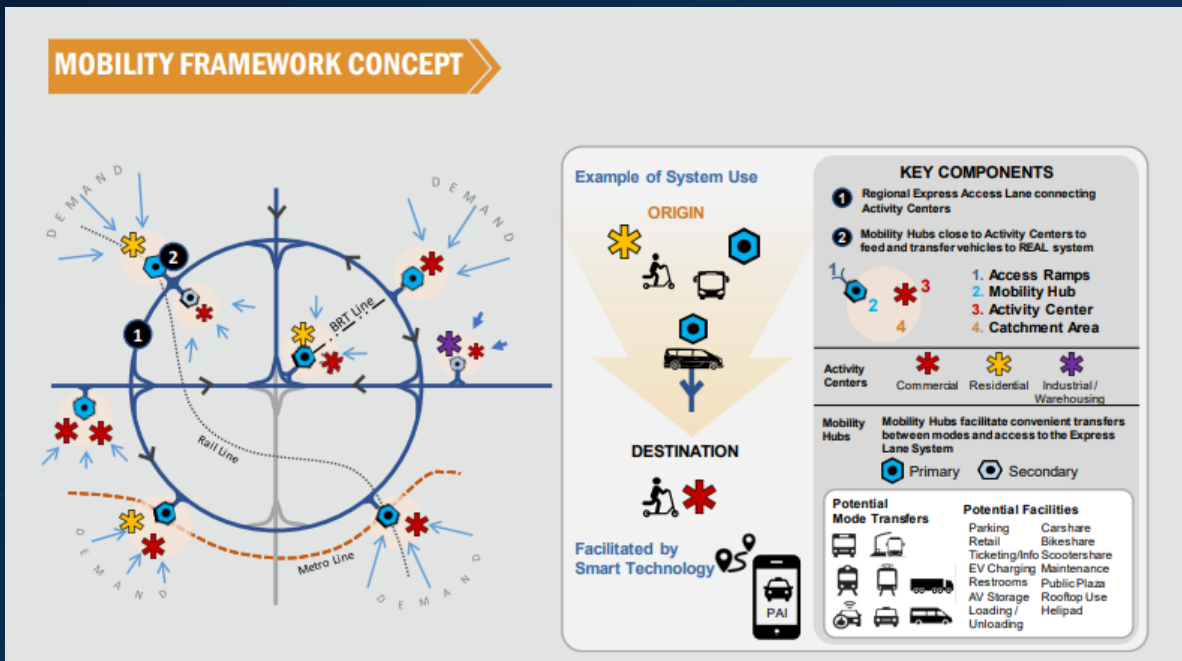 MOBILITY FRAMEWORK CONCEPT
DEMAND
DEMAND
2
1
BRT Line
Rail Line
Metro Line
DEMAND
DEMAND
Example of System Use
ORIGIN
DESTINATION
Facilitated by
Smart Technology
PAI
KEY COMPONENTS
1 Regional Express Access Lane connecting
Activity Centers
2 Mobility Hubs close to Activity Centers to
feed and transfer vehicles to REAL system
1
2
3
4
1. Access Ramps
2. Mobility Hub
3. Activity Center
4. Catchment Area
Activity
Centers
Commercial Residential Industrial /
Warehousing
Mobility
Hubs
Mobility Hubs facilitate convenient transfers
between modes and access to the Express
Lane System
Primary Secondary
Potential
Mode Transfers
Potential Facilities
Parking
Retail
Ticketing/Info
EV Charging
Restrooms
AV Storage
Loading /
Unloading
Carshare
Bikeshare
Scootershare
Maintenance
Public Plaza
Rooftop Use
Helipad